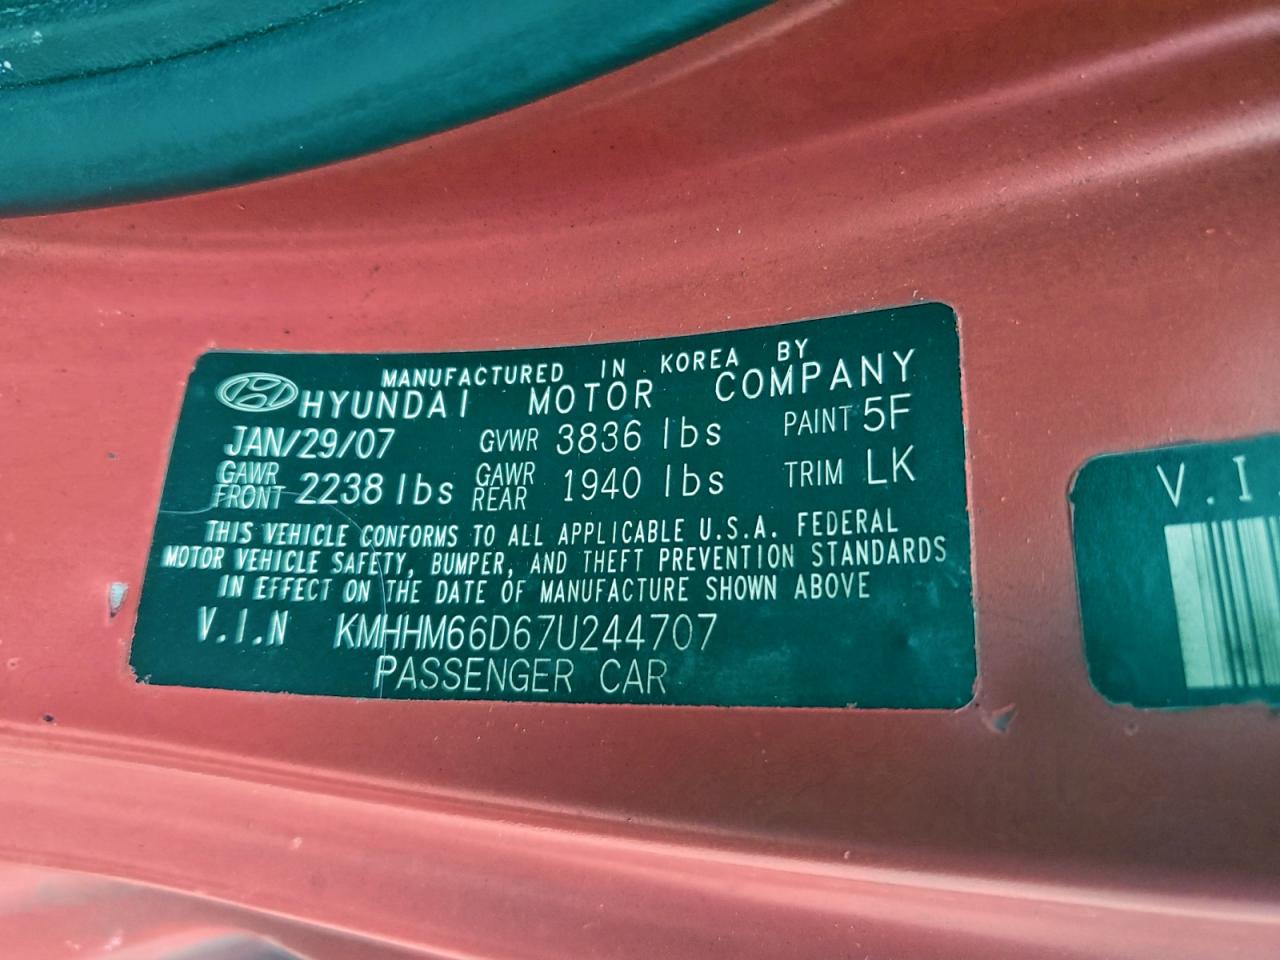 MANUFACTURED IN KOREA BY
HYUNDAI MOTOR COMPANY
JAN/29/07 GVWR 3836 lbs PAINT 5F
GAWR FRONT 2238 lbs GAWR REAR 1940 lbs TRIM LK
THIS VEHICLE CONFORMS TO ALL APPLICABLE U.S.A. FEDERAL
MOTOR VEHICLE SAFETY, BUMPER, AND THEFT PREVENTION STANDARDS
IN EFFECT ON THE DATE OF MANUFACTURE SHOWN ABOVE
V.I.N KMHHM66D67U244707
PASSENGER CAR
V.I